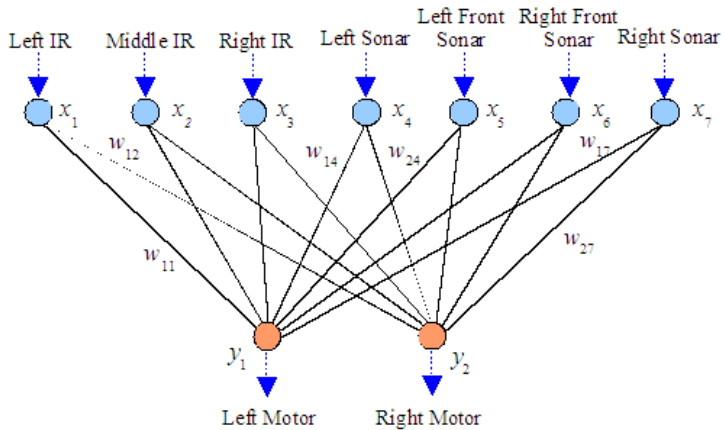 Left IR
Middle IR
Right IR
Left Sonar
Left Front
Sonar
Right Front
Sonar
Right Sonar
x1
x2
x3
x4
x5
x6
x7
w12
w14
w24
w17
w11
w27
y1
y2
Left Motor
Right Motor